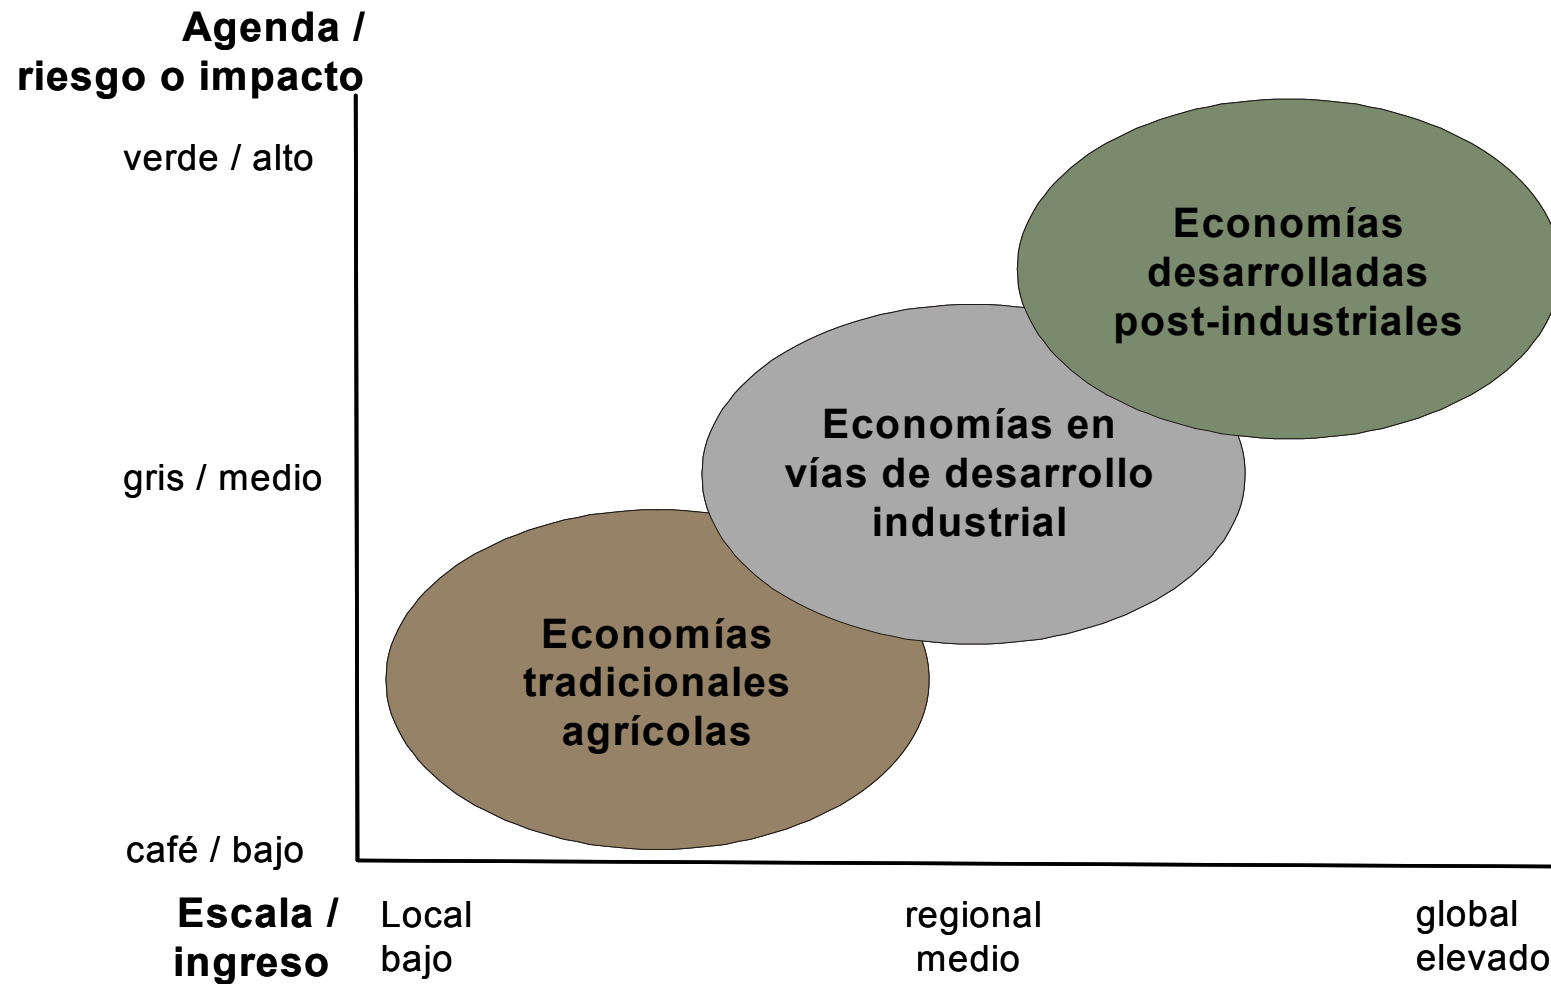 Agenda /
riesgo o impacto
verde / alto
Economías
desarrolladas
post-industriales
Economías en
vías de desarrollo
industrial
gris / medio
Economías
tradicionales
agrícolas
café / bajo
Escala /
ingreso
Local
bajo
regional
medio
global
elevado